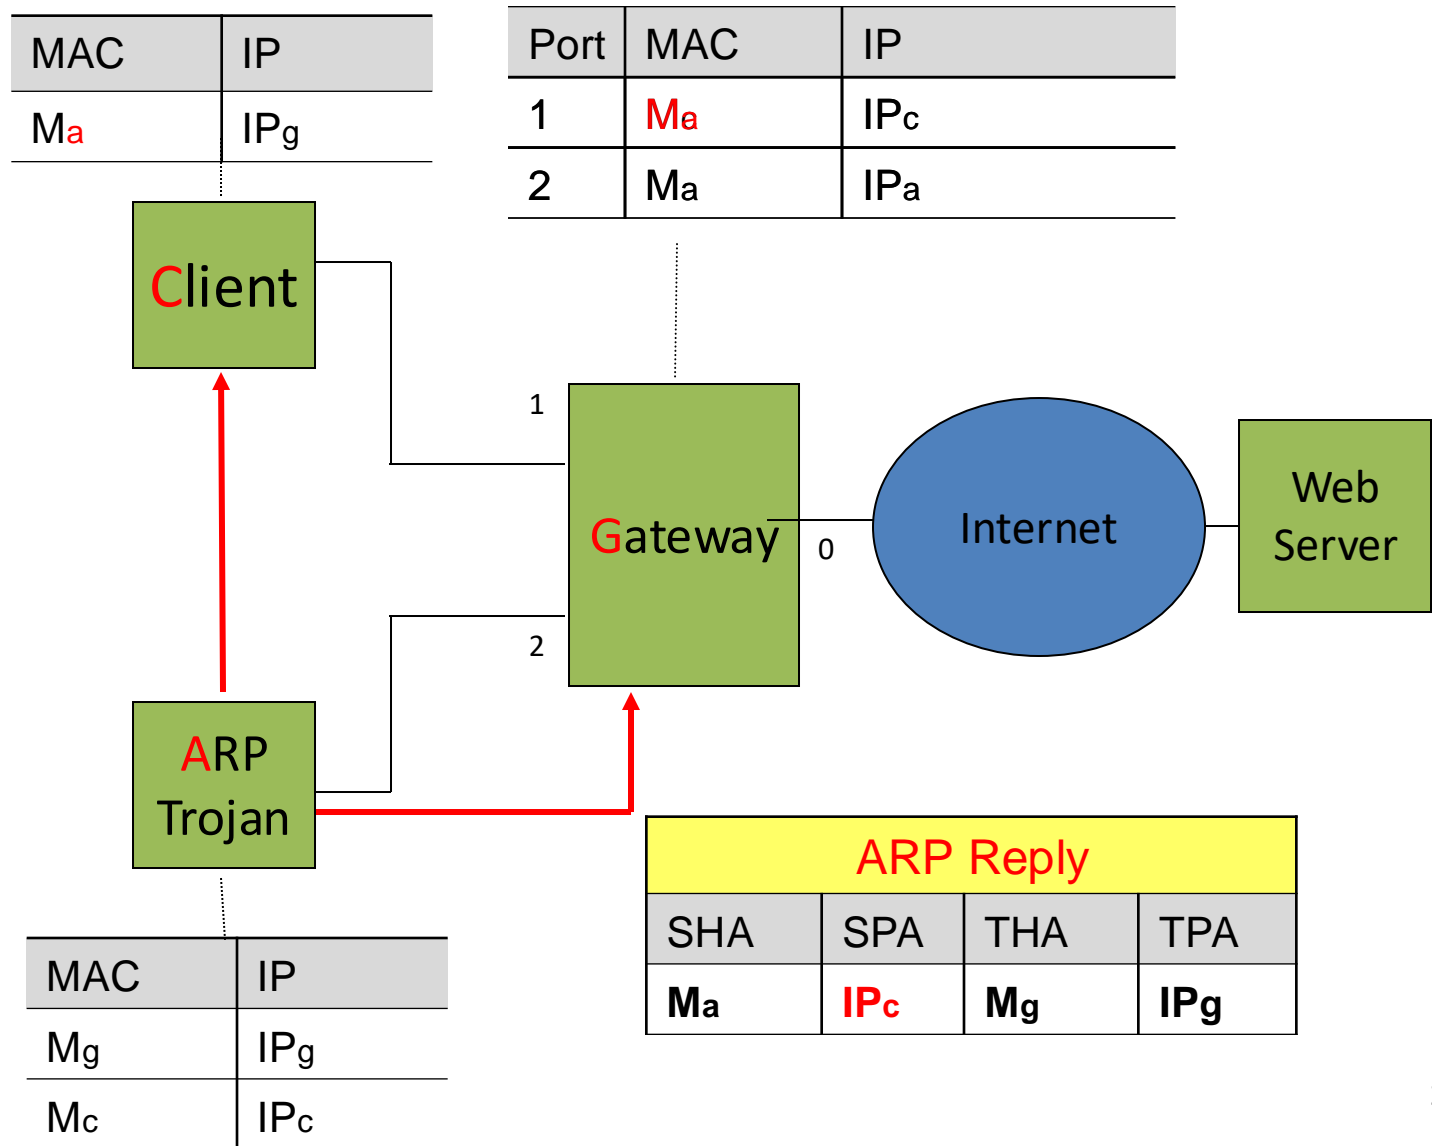 MAC IP
Ma IPg
Port MAC IP
1 IPc
2 Ma IPa
Client
1
Gateway
0
Internet
Web
Server
2
ARP
Trojan
ARP Reply
SHA SPA THA TPA
Ma IPc Mg IPg
MAC IP
Mg IPg
Mc IPc